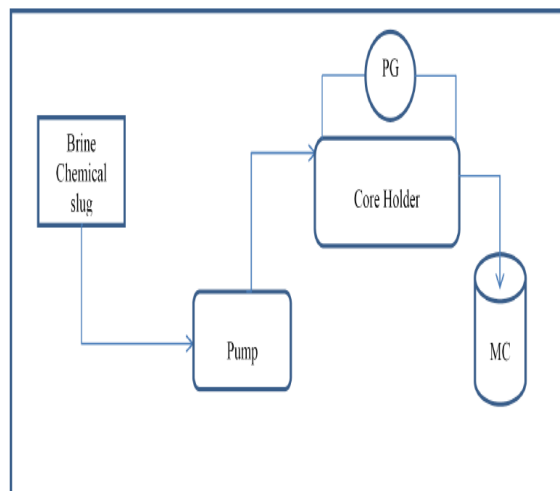 PG
Brine
Chemical
slug
Core Holder
Pump
MC